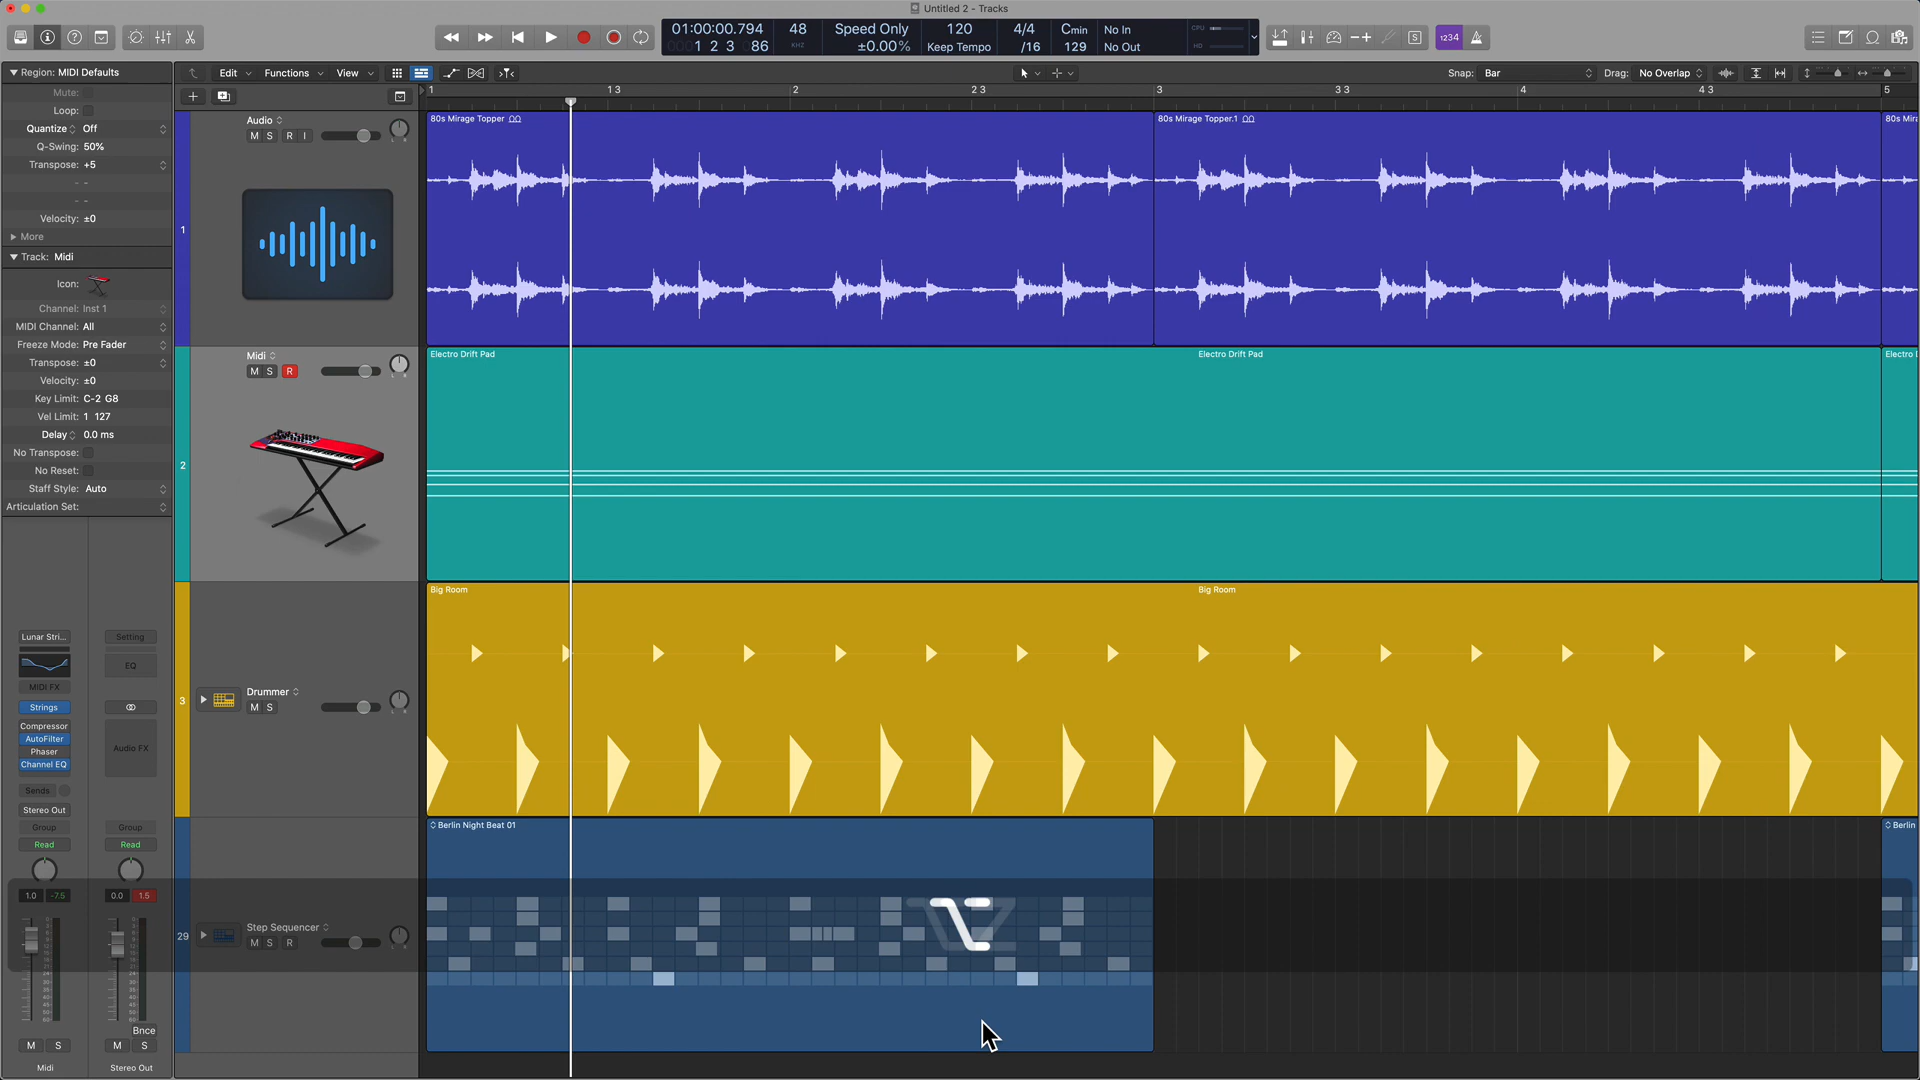 Untitled 2 - Tracks
01:00:00.794
1 2 3 086
48
KHZ
Speed Only
±0.00%
120
Keep Tempo
4/4
/16
Cmin
129
No In
No Out
CPU
HD
1234
Region: MIDI Defaults
Edit
Functions
View
Snap: Bar
Drag: No Overlap
Mute:
Loop:
Quantize Off
Q-Swing: 50%
Transpose: +5
Velocity: ±0
More
Track: Midi
Icon:
Channel: Inst 1
MIDI Channel: All
Freeze Mode: Pre Fader
Transpose: ±0
Velocity: ±0
Key Limit: C-2 G8
Vel Limit: 1 127
Delay 0.0 ms
No Transpose:
No Reset:
Staff Style: Auto
Articulation Set:
Lunar Stri...
Setting
EQ
MIDI FX
Strings
Compressor
AutoFilter
Phaser
Channel EQ
Audio FX
Sends
Stereo Out
Group
Group
Read
Read
1.0
-7.5
0.0
1.5
Bnce
M S
M S
Midi
Stereo Out
1
1 3
2
2 3
3
3 3
4
4 3
5
1
Audio
M S R I
80s Mirage Topper
80s Mirage Topper.1
80s Mira
2
Midi
M S R
Electro Drift Pad
Electro Drift Pad
Electro D
3
Drummer
M S
Big Room
Big Room
29
Step Sequencer
M S R
Berlin Night Beat 01
Berlin